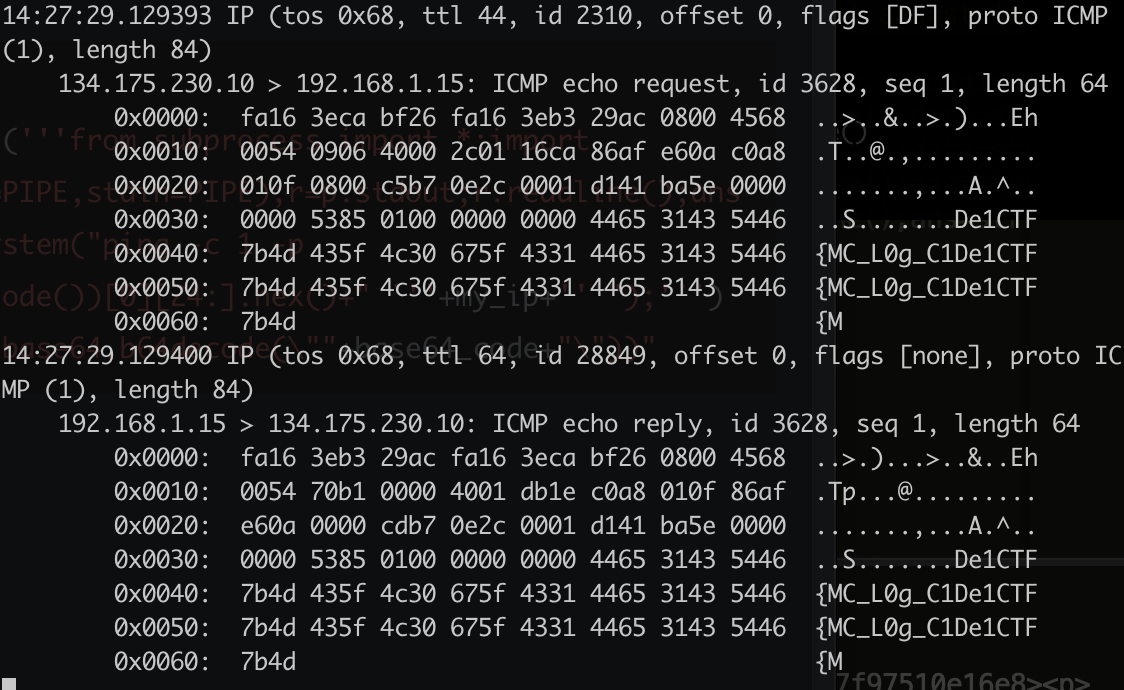 14:27:29.129393 IP (tos 0x68, ttl 44, id 2310, offset 0, flags [DF], proto ICMP
(1), length 84)
    134.175.230.10 > 192.168.1.15: ICMP echo request, id 3628, seq 1, length 64
        0x0000:  fa16 3eca bf26 fa16 3eb3 29ac 0800 4568  ..>..&..>.)...Eh
        0x0010:  0054 0906 4000 2c01 16ca 86af e60a c0a8  .T..@.,.........
        0x0020:  010f 0800 c5b7 0e2c 0001 d141 ba5e 0000  .......,...A.^..
        0x0030:  0000 5385 0100 0000 0000 4465 3143 5446  ..S.......De1CTF
        0x0040:  7b4d 435f 4c30 675f 4331 4465 3143 5446  {MC_L0g_C1De1CTF
        0x0050:  7b4d 435f 4c30 675f 4331 4465 3143 5446  {MC_L0g_C1De1CTF
        0x0060:  7b4d                                     {M
14:27:29.129400 IP (tos 0x68, ttl 64, id 28849, offset 0, flags [none], proto IC
MP (1), length 84)
    192.168.1.15 > 134.175.230.10: ICMP echo reply, id 3628, seq 1, length 64
        0x0000:  fa16 3eb3 29ac fa16 3eca bf26 0800 4568  ..>.)...>..&..Eh
        0x0010:  0054 70b1 0000 4001 db1e c0a8 010f 86af  .Tp...@.........
        0x0020:  e60a 0000 cdb7 0e2c 0001 d141 ba5e 0000  .......,...A.^..
        0x0030:  0000 5385 0100 0000 0000 4465 3143 5446  ..S.......De1CTF
        0x0040:  7b4d 435f 4c30 675f 4331 4465 3143 5446  {MC_L0g_C1De1CTF
        0x0050:  7b4d 435f 4c30 675f 4331 4465 3143 5446  {MC_L0g_C1De1CTF
        0x0060:  7b4d                                     {M
7f97510e16e8><p>